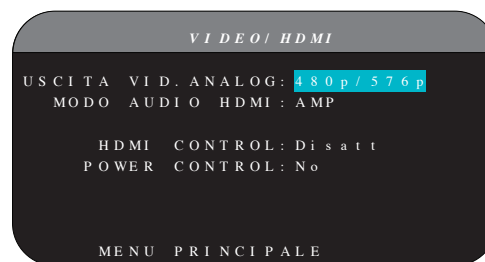 VIDEO/HDMI
USCITA VID.ANALOG: 480p/576p
MODO AUDIO HDMI: AMP
HDMI CONTROL: Disatt
POWER CONTROL: No
MENU PRINCIPALE